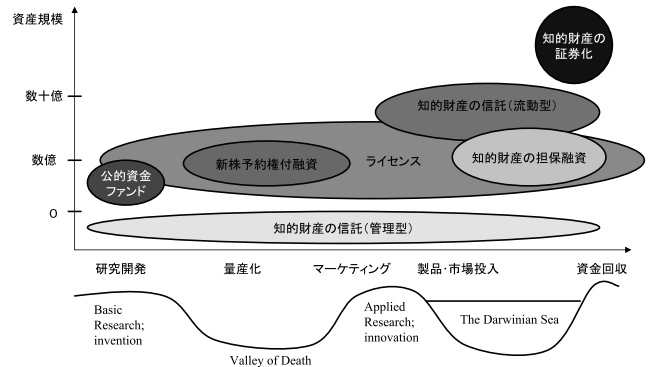 資産規模
知的財産の
証券化
数十億
知的財産の信託(流動型)
数億
公的資金
ファンド
新株予約権付融資
ライセンス
知的財産の担保融資
0
知的財産の信託(管理型)
研究開発
量産化
マーケティング
製品・市場投入
資金回収
Basic
Research;
invention
Valley of Death
Applied
Research;
innovation
The Darwinian Sea